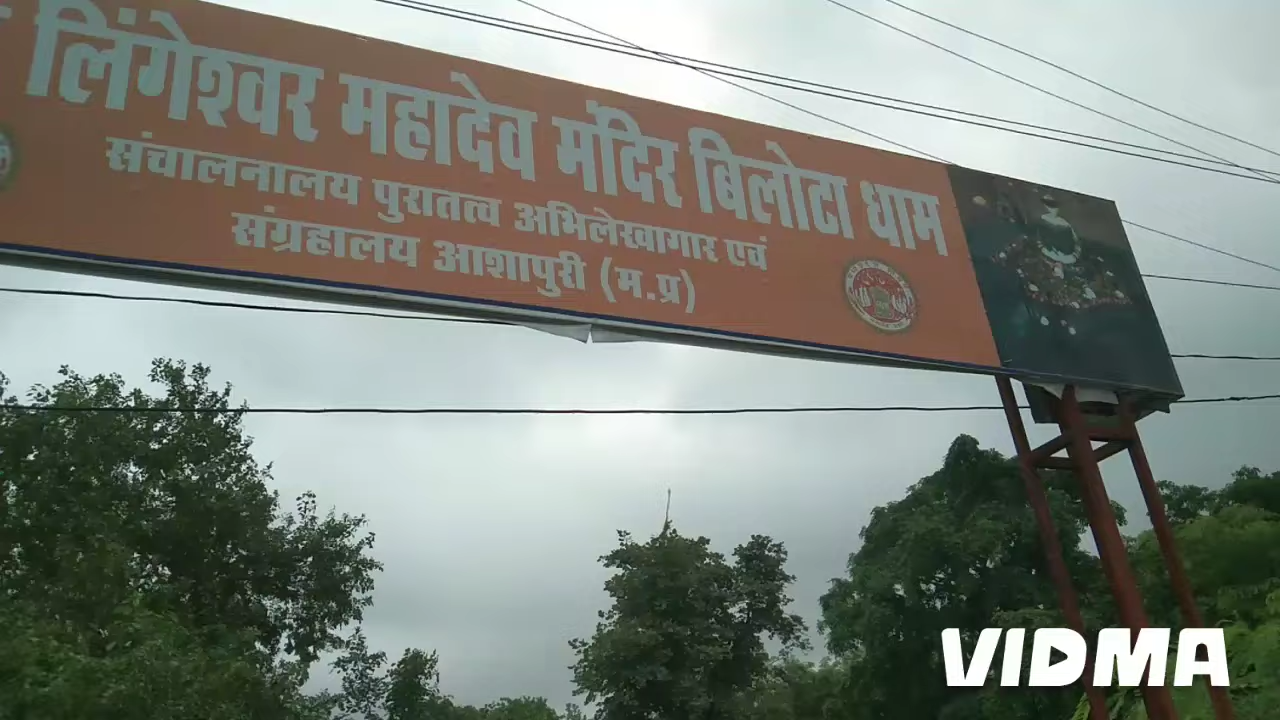 लिंगेश्वर महादेव मंदिर बिलोटा धाम
संचालनालय पुरातत्व अभिलेखागार एवं
संग्रहालय आशापुरी (म.प्र)
VIDMA